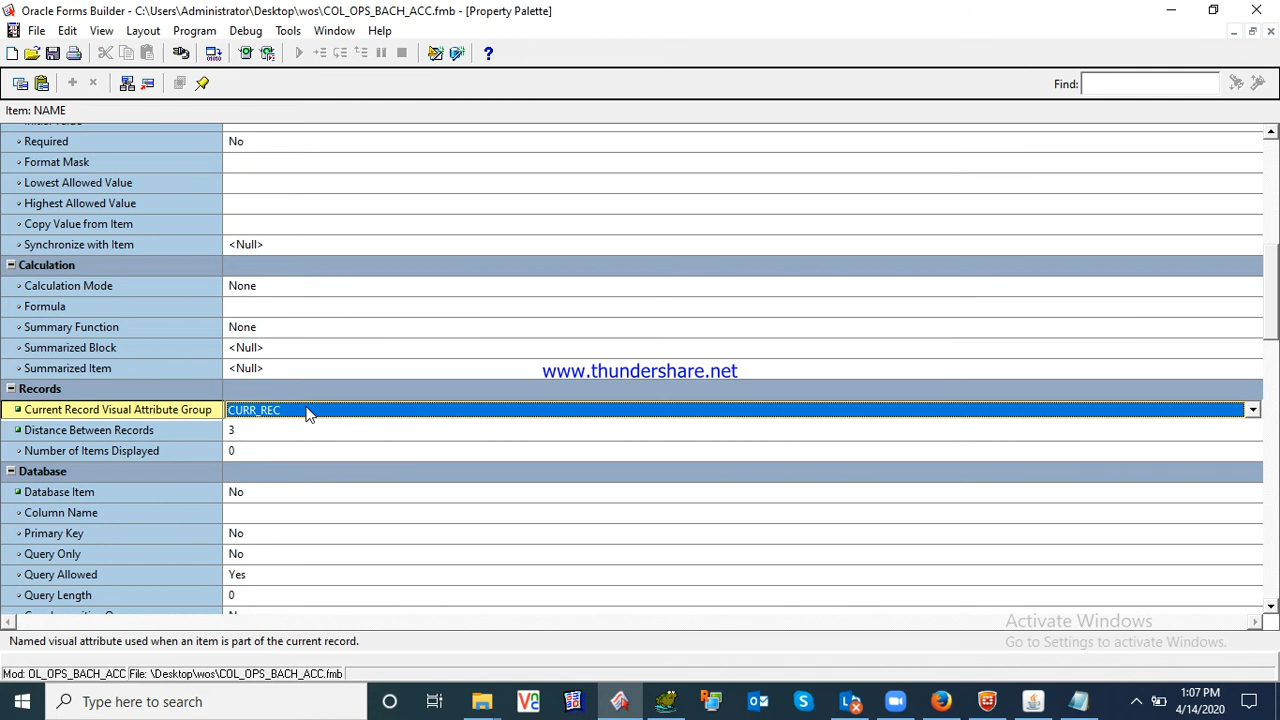 Oracle Forms Builder - C:\Users\Administrator\Desktop\wos\COL_OPS_BACH_ACC.fmb - [Property Palette]
File Edit View Layout Program Debug Tools Window Help
Find:
Item: NAME
Required No
Format Mask
Lowest Allowed Value
Highest Allowed Value
Copy Value from Item
Synchronize with Item <Null>
Calculation
Calculation Mode None
Formula
Summary Function None
Summarized Block <Null>
Summarized Item <Null>
www.thundershare.net
Records
Current Record Visual Attribute Group CURR_REC
Distance Between Records 3
Number of Items Displayed 0
Database
Database Item No
Column Name
Primary Key No
Query Only No
Query Allowed Yes
Query Length 0
Activate Windows
Go to Settings to activate Windows.
Named visual attribute used when an item is part of the current record.
Mod: OL_OPS_BACH_ACC File: \Desktop\wos\COL_OPS_BACH_ACC.fmb
Type here to search
1:07 PM
4/14/2020